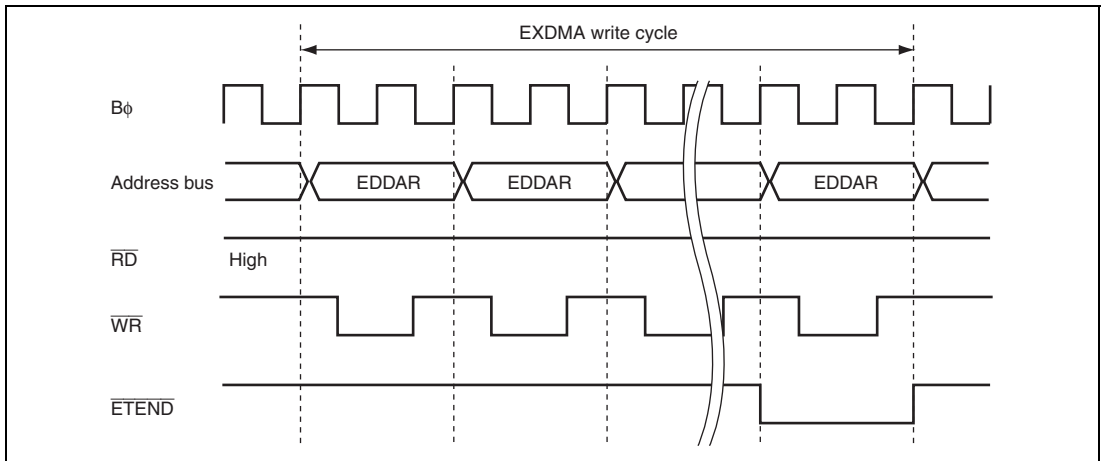 EXDMA write cycle
Bϕ
Address bus EDDAR EDDAR EDDAR
RD High
WR
ETEND